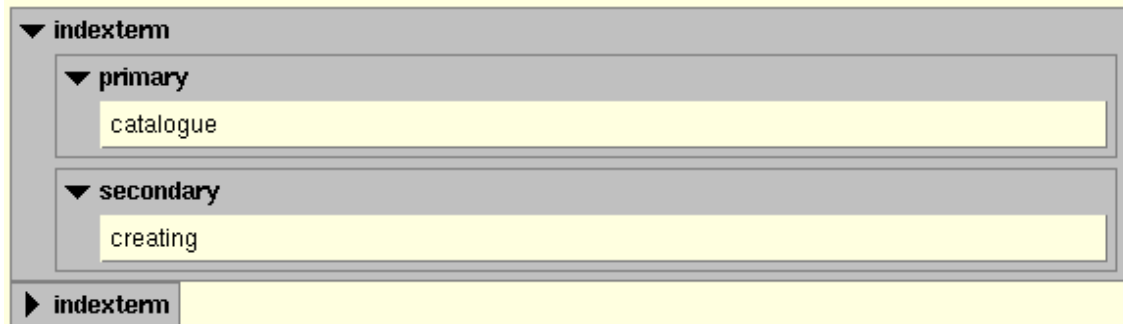 indexterm
primary
catalogue
secondary
creating
indexterm